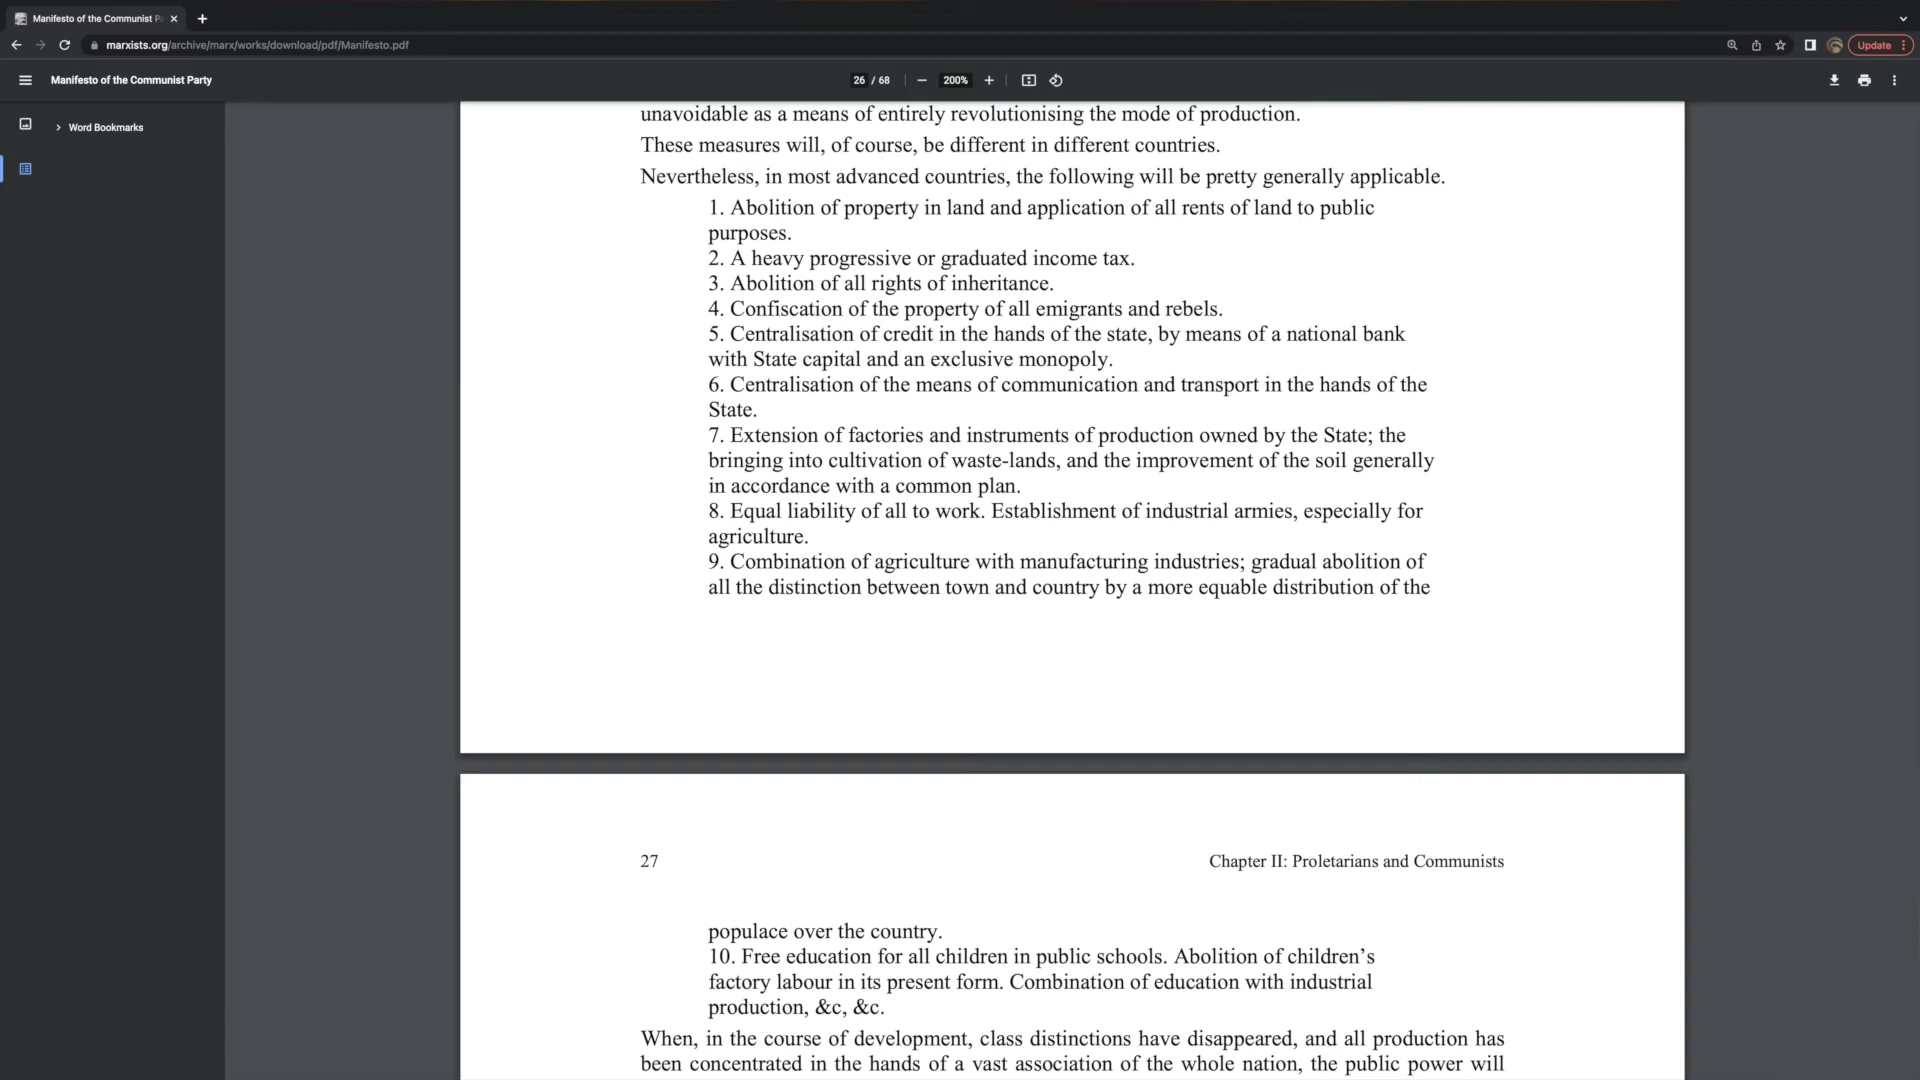 Manifesto of the Communist P
marxists.org/archive/marx/works/download/pdf/Manifesto.pdf
Update
Manifesto of the Communist Party
26 / 68
200%
Word Bookmarks
unavoidable as a means of entirely revolutionising the mode of production.
These measures will, of course, be different in different countries.
Nevertheless, in most advanced countries, the following will be pretty generally applicable.
1. Abolition of property in land and application of all rents of land to public
purposes.
2. A heavy progressive or graduated income tax.
3. Abolition of all rights of inheritance.
4. Confiscation of the property of all emigrants and rebels.
5. Centralisation of credit in the hands of the state, by means of a national bank
with State capital and an exclusive monopoly.
6. Centralisation of the means of communication and transport in the hands of the
State.
7. Extension of factories and instruments of production owned by the State; the
bringing into cultivation of waste-lands, and the improvement of the soil generally
in accordance with a common plan.
8. Equal liability of all to work. Establishment of industrial armies, especially for
agriculture.
9. Combination of agriculture with manufacturing industries; gradual abolition of
all the distinction between town and country by a more equable distribution of the
27
Chapter II: Proletarians and Communists
populace over the country.
10. Free education for all children in public schools. Abolition of children’s
factory labour in its present form. Combination of education with industrial
production, &c, &c.
When, in the course of development, class distinctions have disappeared, and all production has
been concentrated in the hands of a vast association of the whole nation, the public power will